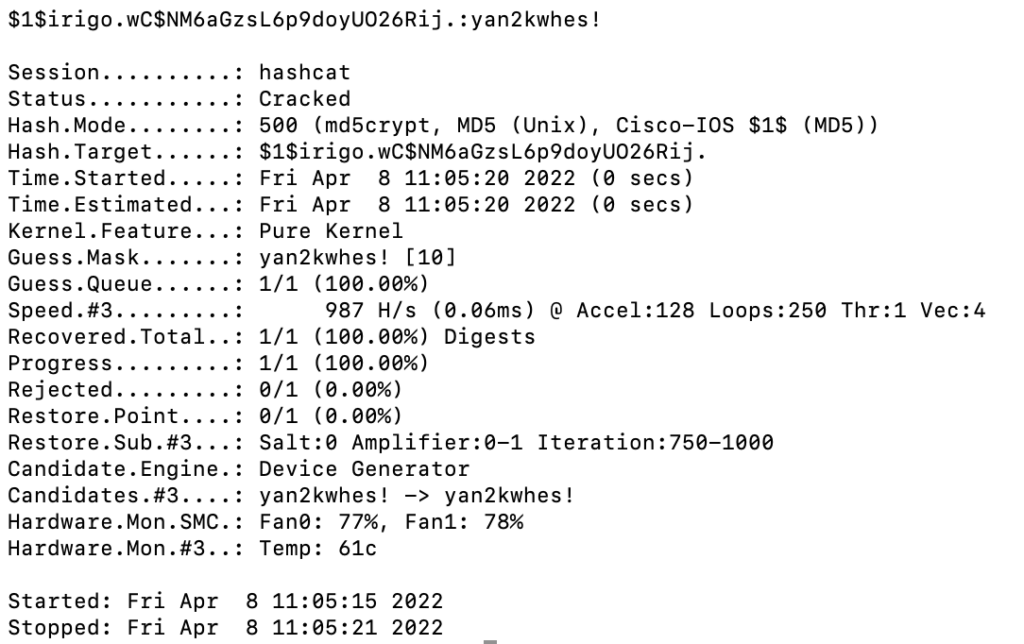 $1$irigo.wC$NM6aGzsL6p9doyUO26Rij.:yan2kwhes!
Session..........: hashcat
Status...........: Cracked
Hash.Mode........: 500 (md5crypt, MD5 (Unix), Cisco-IOS $1$ (MD5))
Hash.Target......: $1$irigo.wC$NM6aGzsL6p9doyUO26Rij.
Time.Started.....: Fri Apr  8 11:05:20 2022 (0 secs)
Time.Estimated...: Fri Apr  8 11:05:20 2022 (0 secs)
Kernel.Feature...: Pure Kernel
Guess.Mask.......: yan2kwhes! [10]
Guess.Queue......: 1/1 (100.00%)
Speed.#3.........:      987 H/s (0.06ms) @ Accel:128 Loops:250 Thr:1 Vec:4
Recovered.Total..: 1/1 (100.00%) Digests
Progress.........: 1/1 (100.00%)
Rejected.........: 0/1 (0.00%)
Restore.Point....: 0/1 (0.00%)
Restore.Sub.#3...: Salt:0 Amplifier:0-1 Iteration:750-1000
Candidate.Engine.: Device Generator
Candidates.#3....: yan2kwhes! -> yan2kwhes!
Hardware.Mon.SMC.: Fan0: 77%, Fan1: 78%
Hardware.Mon.#3..: Temp: 61c
Started: Fri Apr  8 11:05:15 2022
Stopped: Fri Apr  8 11:05:21 2022